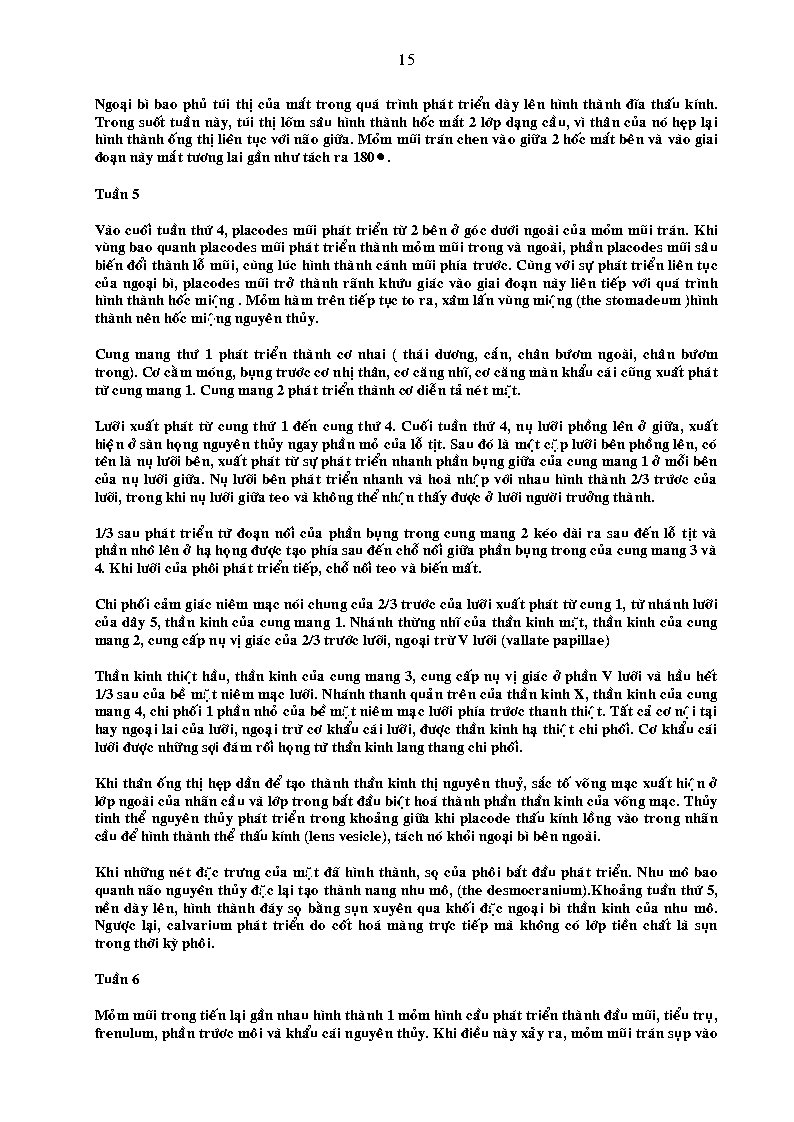 15
Ngoại bì bao phủ túi thị của mắt trong quá trình phát triển dày lên hình thành đĩa thấu kính.
Trong suốt tuần này, túi thị lõm sâu hình thành hốc mắt 2 lớp dạng cầu, vì thân của nó hẹp lại
hình thành ống thị liên tục với não giữa. Mỏm mũi trán chen vào giữa 2 hốc mắt bên và vào giai
đoạn này mắt tương lai gần như tách ra 180●.
Tuần 5
Vào cuối tuần thứ 4, placodes mũi phát triển từ 2 bên ở góc dưới ngoài của mỏm mũi trán. Khi
vùng bao quanh placodes mũi phát triển thành mỏm mũi trong và ngoài, phần placodes mũi sâu
biến đổi thành lỗ mũi, cùng lúc hình thành cánh mũi phía trước. Cùng với sự phát triển liên tục
của ngoại bì, placodes mũi trở thành rãnh khứu giác vào giai đoạn này liên tiếp với quá trình
hình thành hốc miệng . Mỏm hàm trên tiếp tục to ra, xâm lấn vùng miệng (the stomadeum )hình
thành nên hốc miệng nguyên thủy.
Cung mang thứ 1 phát triển thành cơ nhai ( thái dương, cắn, chân bướm ngoài, chân bướm
trong). Cơ cằm móng, bụng trước cơ nhị thân, cơ căng nhĩ, cơ căng màn khẩu cái cũng xuất phát
từ cung mang 1. Cung mang 2 phát triển thành cơ diễn tả nét mặt.
Lưỡi xuất phát từ cung thứ 1 đến cung thứ 4. Cuối tuần thứ 4, nụ lưỡi phồng lên ở giữa, xuất
hiện ở sàn họng nguyên thủy ngay phần mỏ của lỗ tịt. Sau đó là một cặp lưỡi bên phồng lên, có
tên là nụ lưỡi bên, xuất phát từ sự phát triển nhanh phần bụng giữa của cung mang 1 ở mỗi bên
của nụ lưỡi giữa. Nụ lưỡi bên phát triển nhanh và hoà nhập với nhau hình thành 2/3 trước của
lưỡi, trong khi nụ lưỡi giữa teo và không thể nhận thấy được ở lưỡi người trưởng thành.
1/3 sau phát triển từ đoạn nối của phần bụng trong cung mang 2 kéo dài ra sau đến lỗ tịt và
phần nhô lên ở hạ họng được tạo phía sau đến chỗ nối giữa phần bụng trong của cung mang 3 và
4. Khi lưỡi của phôi phát triển tiếp, chỗ nối teo và biến mất.
Chi phối cảm giác niêm mạc nói chung của 2/3 trước của lưỡi xuất phát từ cung 1, từ nhánh lưỡi
của dây 5, thần kinh của cung mang 1. Nhánh thừng nhĩ của thần kinh mặt, thần kinh của cung
mang 2, cung cấp nụ vị giác của 2/3 trước lưỡi, ngoại trừ V lưỡi (vallate papillae)
Thần kinh thiệt hầu, thần kinh của cung mang 3, cung cấp nụ vị giác ở phần V lưỡi và hầu hết
1/3 sau của bề mặt niêm mạc lưỡi. Nhánh thanh quản trên của thần kinh X, thần kinh của cung
mang 4, chi phối 1 phần nhỏ của bề mặt niêm mạc lưỡi phía trước thanh thiệt. Tất cả cơ nội tại
hay ngoại lai của lưỡi, ngoại trừ cơ khẩu cái lưỡi, được thần kinh hạ thiệt chi phối. Cơ khẩu cái
lưỡi được những sợi đám rối họng từ thần kinh lang thang chi phối.
Khi thân ống thị hẹp dần để tạo thành thần kinh thị nguyên thuỷ, sắc tố võng mạc xuất hiện ở
lớp ngoài của nhãn cầu và lớp trong bắt đầu biệt hoá thành phần thần kinh của võng mạc. Thủy
tinh thể nguyên thủy phát triển trong khoảng giữa khi placode thấu kính lồng vào trong nhãn
cầu để hình thành thể thấu kính (lens vesicle), tách nó khỏi ngoại bì bên ngoài.
Khi những nét đặc trưng của mặt đã hình thành, sọ của phôi bắt đầu phát triển. Nhu mô bao
quanh não nguyên thủy đặc lại tạo thành nang nhu mô, (the desmocranium).Khoảng tuần thứ 5,
nền dày lên, hình thành đáy sọ bằng sụn xuyên qua khối đặc ngoại bì thần kinh của nhu mô.
Ngược lại, calvarium phát triển do cốt hoá màng trực tiếp mà không có lớp tiền chất là sụn
trong thời kỳ phôi.
Tuần 6
Mỏm mũi trong tiến lại gần nhau hình thành 1 mỏm hình cầu phát triển thành đầu mũi, tiểu trụ,
frenulum, phần trước môi và khẩu cái nguyên thủy. Khi điều này xảy ra, mỏm mũi trán sụp vào